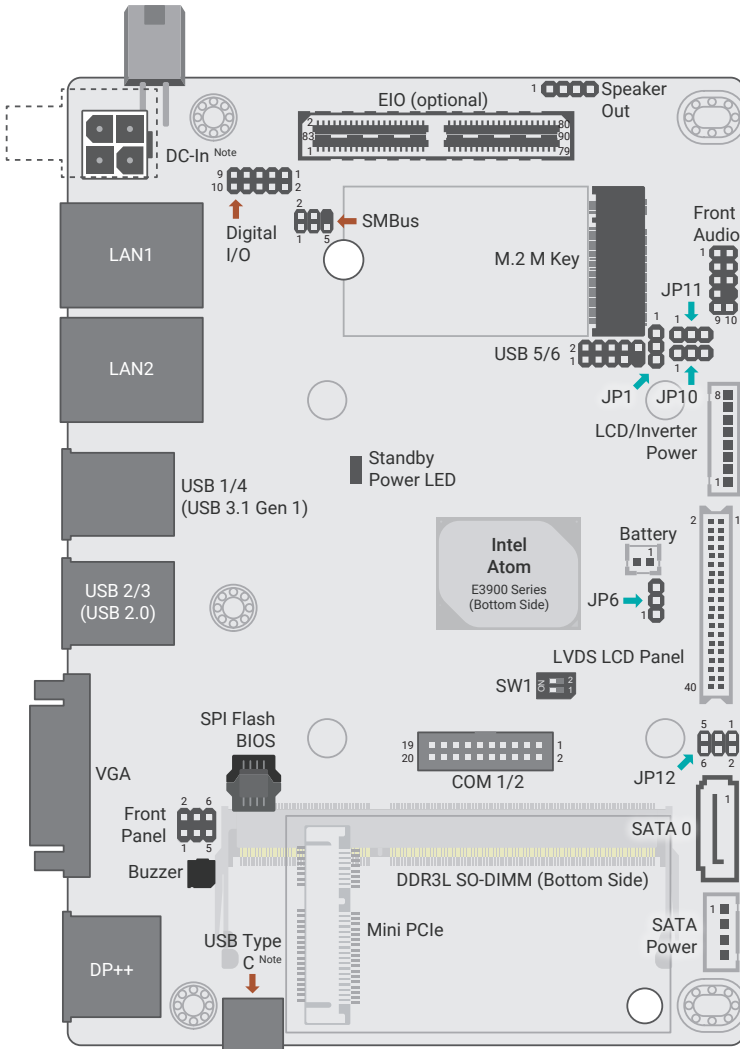 1
Speaker
Out
EIO (optional)
2
80
83
90
1
79
DC-In Note
9
1
10
2
Digital
I/O
2
1
5
SMBus
LAN1
M.2 M Key
Front
Audio
1
9 10
JP11
1
1
USB 5/6
2
1
1
JP1
JP10
LAN2
LCD/Inverter
Power
8
1
Standby
Power LED
USB 1/4
(USB 3.1 Gen 1)
Intel
Atom
E3900 Series
(Bottom Side)
Battery
1
2
1
USB 2/3
(USB 2.0)
JP6
1
LVDS LCD Panel
40
SW1
ON
2
1
SPI Flash
BIOS
VGA
19
1
20
2
COM 1/2
5
1
6
2
JP12
Front
Panel
2
6
1
5
SATA 0
1
Buzzer
DDR3L SO-DIMM (Bottom Side)
USB Type
C Note
Mini PCIe
SATA
Power
1
DP++